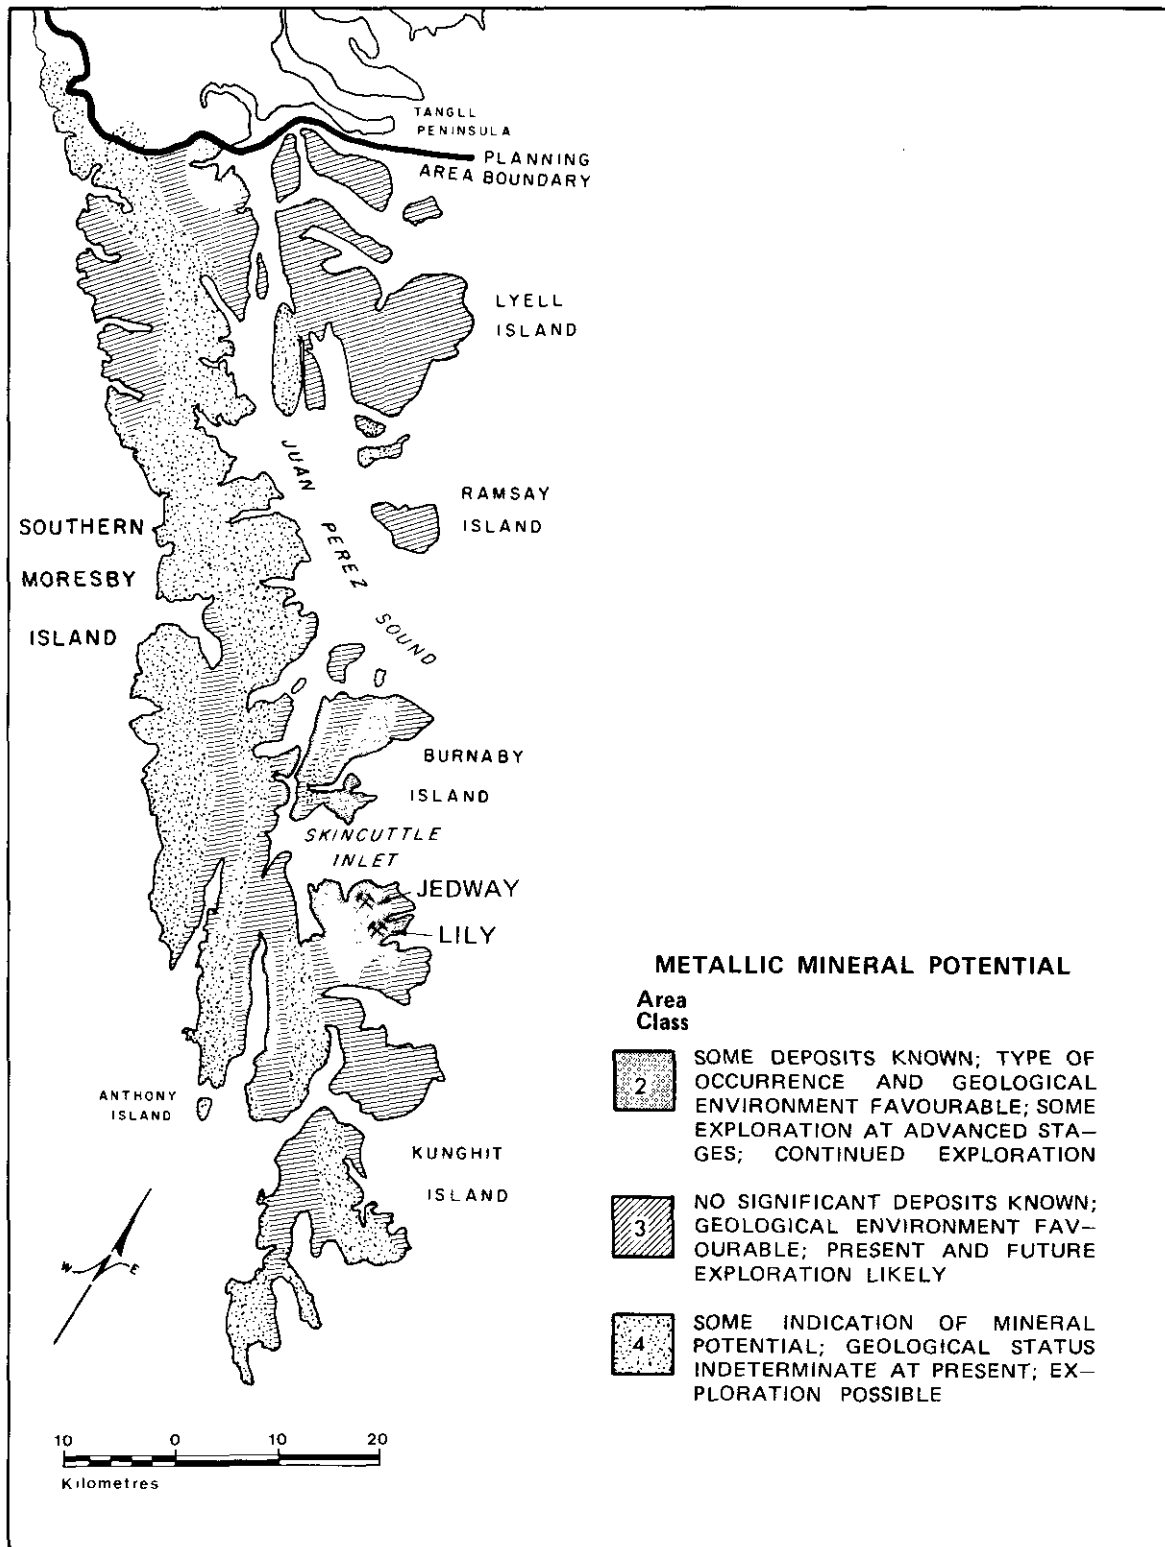 TANGLL
PENINSULA
PLANNING
AREA BOUNDARY
LYELL
ISLAND
JUAN PEREZ SOUND
RAMSAY
ISLAND
SOUTHERN
MORESBY
ISLAND
BURNABY
ISLAND
SKINCUTTLE
INLET
JEDWAY
LILY
ANTHONY
ISLAND
KUNGHIT
ISLAND
W E
10 0 10 20
Kilometres
METALLIC MINERAL POTENTIAL
Area
Class
2
SOME DEPOSITS KNOWN; TYPE OF
OCCURRENCE AND GEOLOGICAL
ENVIRONMENT FAVOURABLE; SOME
EXPLORATION AT ADVANCED STA–
GES; CONTINUED EXPLORATION
3
NO SIGNIFICANT DEPOSITS KNOWN;
GEOLOGICAL ENVIRONMENT FAV–
OURABLE; PRESENT AND FUTURE
EXPLORATION LIKELY
4
SOME INDICATION OF MINERAL
POTENTIAL; GEOLOGICAL STATUS
INDETERMINATE AT PRESENT; EX–
PLORATION POSSIBLE